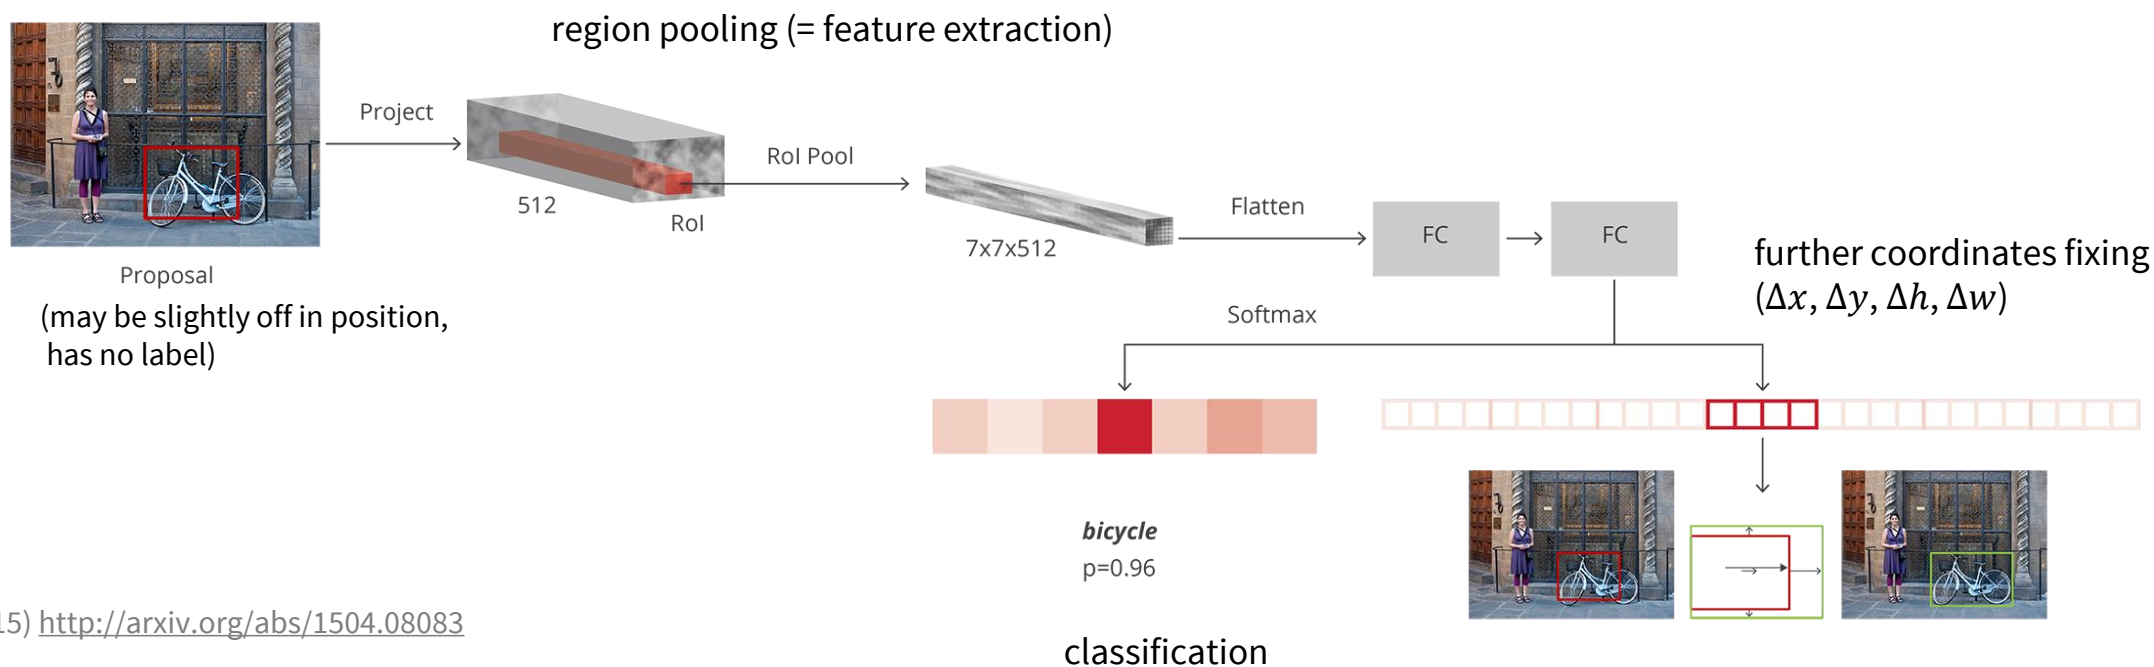 region pooling (= feature extraction)
Project
RoI Pool
512
RoI
7x7x512
Flatten
FC
FC
Proposal
(may be slightly off in position,
has no label)
further coordinates fixing
(Δx, Δy, Δh, Δw)
Softmax
bicycle
p=0.96
15) http://arxiv.org/abs/1504.08083
classification